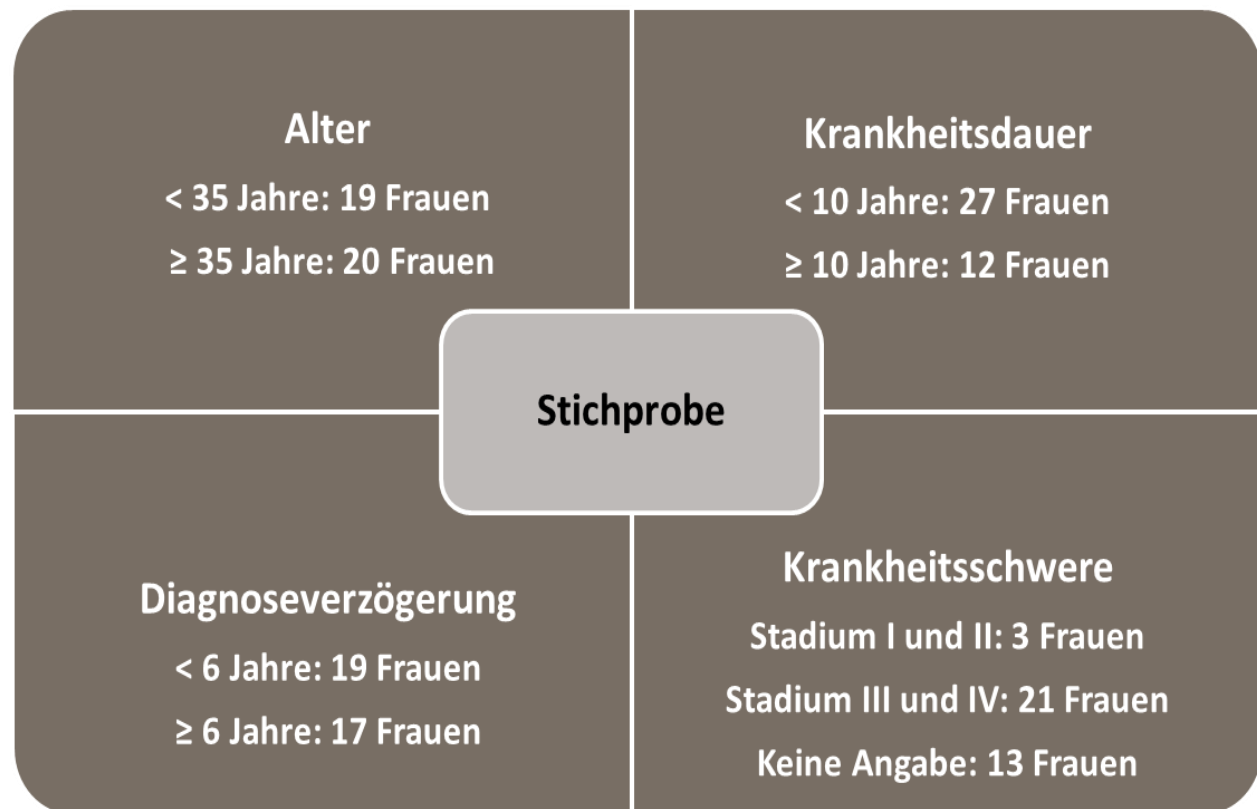 Alter
< 35 Jahre: 19 Frauen
≥ 35 Jahre: 20 Frauen
Krankheitsdauer
< 10 Jahre: 27 Frauen
≥ 10 Jahre: 12 Frauen
Stichprobe
Diagnoseverzögerung
< 6 Jahre: 19 Frauen
≥ 6 Jahre: 17 Frauen
Krankheitsschwere
Stadium I und II: 3 Frauen
Stadium III und IV: 21 Frauen
Keine Angabe: 13 Frauen